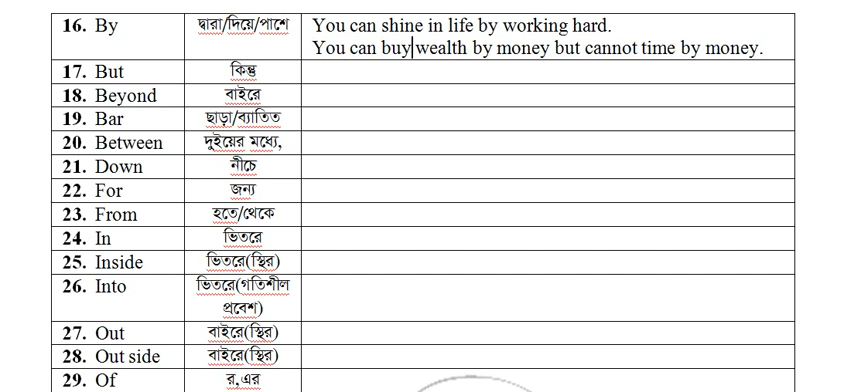 16. By দ্বারা/দিয়ে/পাশে You can shine in life by working hard.
You can buy wealth by money but cannot time by money.
17. But কিন্তু
18. Beyond বাইরে
19. Bar ছাড়া/ব্যাতিত
20. Between দুইয়ের মধ্যে,
21. Down নীচে
22. For জন্য
23. From হতে/থেকে
24. In ভিতরে
25. Inside ভিতরে(স্থির)
26. Into ভিতরে(গতিশীল
প্রবেশ)
27. Out বাইরে(স্থির)
28. Out side বাইরে(স্থির)
29. Of র,এর